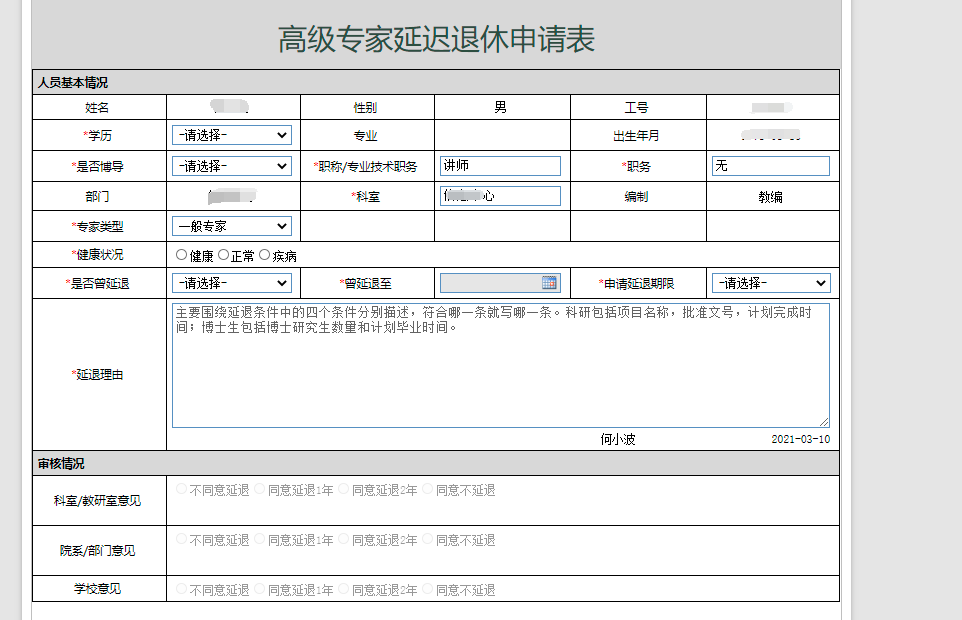 高级专家延迟退休申请表
人员基本情况
姓名 性别 男 工号
*学历 -请选择- 专业 出生年月
*是否博导 -请选择- *职称/专业技术职务 讲师 *职务 无
部门 *科室 心 编制 教编
*专家类型 一般专家
*健康状况 健康 正常 疾病
*是否曾延退 -请选择- *曾延退至 *申请延退期限 -请选择-
主要围绕延退条件中的四个条件分别描述，符合哪一条就写哪一条。科研包括项目名称，批准文号，计划完成时
间；博士生包括博士研究生数量和计划毕业时间。
*延退理由
何小波 2021-03-10
审核情况
科室/教研室意见 不同意延退 同意延退1年 同意延退2年 同意不延退
院系/部门意见 不同意延退 同意延退1年 同意延退2年 同意不延退
学校意见 不同意延退 同意延退1年 同意延退2年 同意不延退